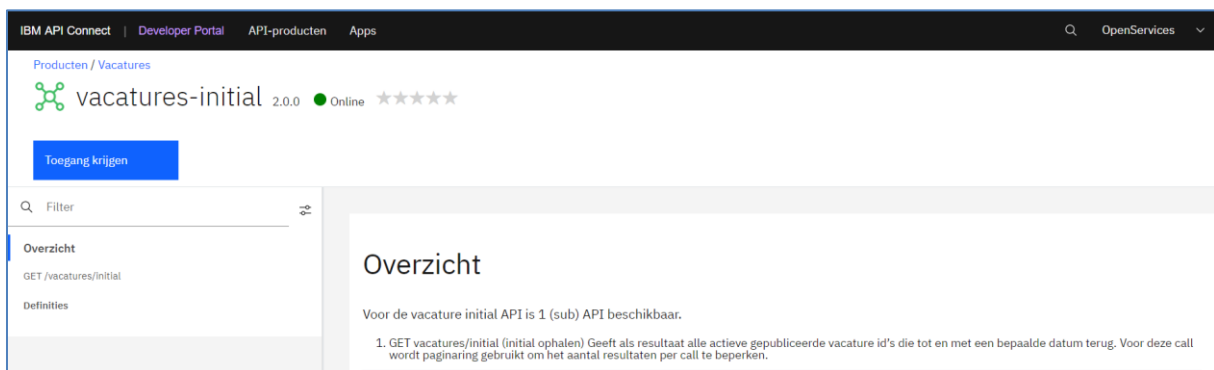 IBM API Connect | Developer Portal API-producten Apps OpenServices
Producten / Vacatures
vacatures-initial 2.0.0 Online
Toegang krijgen
Filter
Overzicht
GET /vacatures/initial
Definities
Overzicht
Voor de vacature initial API is 1 (sub) API beschikbaar.
1. GET vacatures/initial (initial ophalen) Geeft als resultaat alle actieve gepubliceerde vacature id's die tot en met een bepaalde datum terug. Voor deze call
wordt paginaring gebruikt om het aantal resultaten per call te beperken.